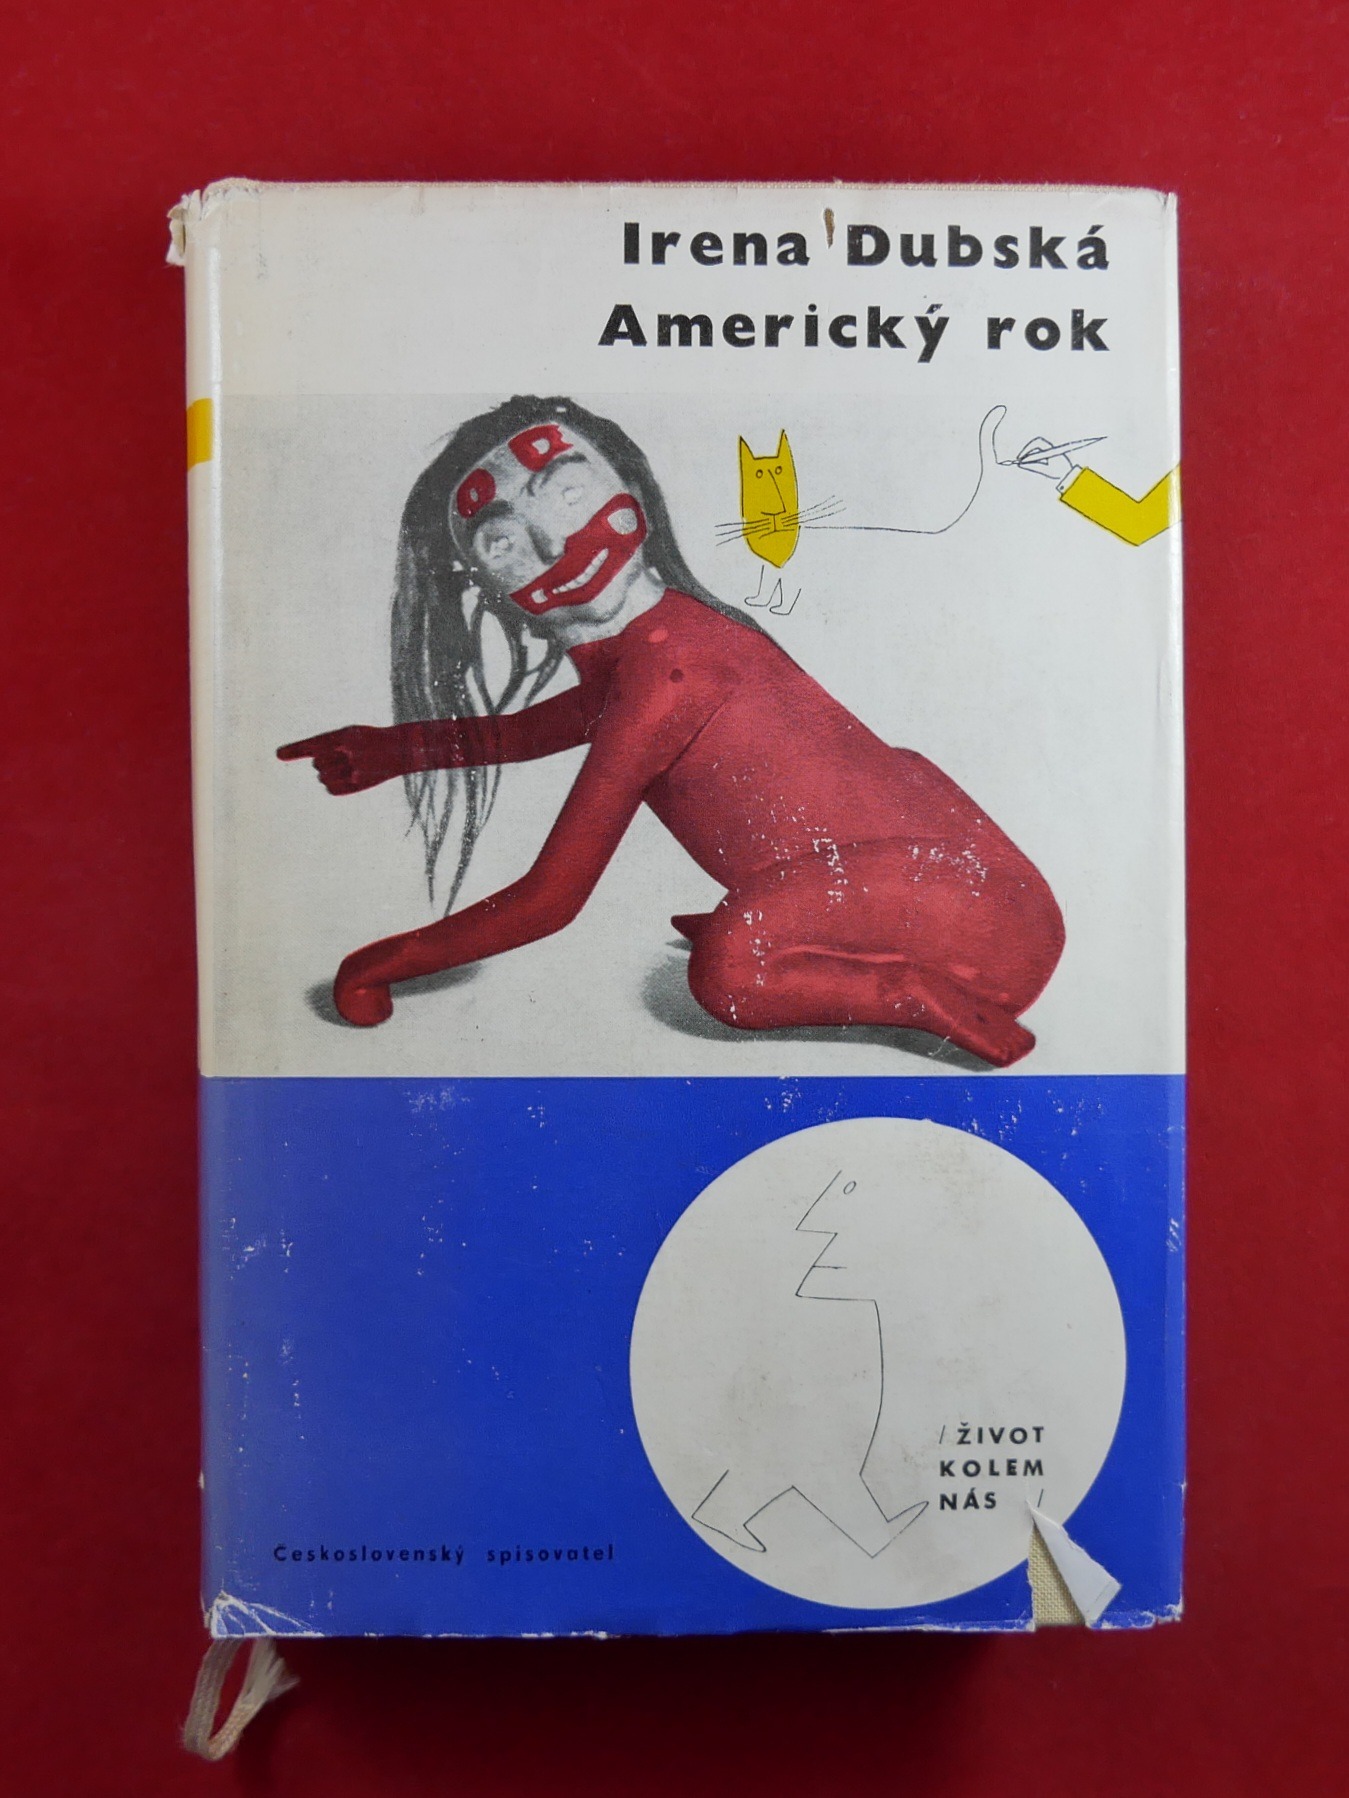 Irena Dubská
Americký rok
/ ŽIVOT
KOLEM
NÁS /
Československý spisovatel